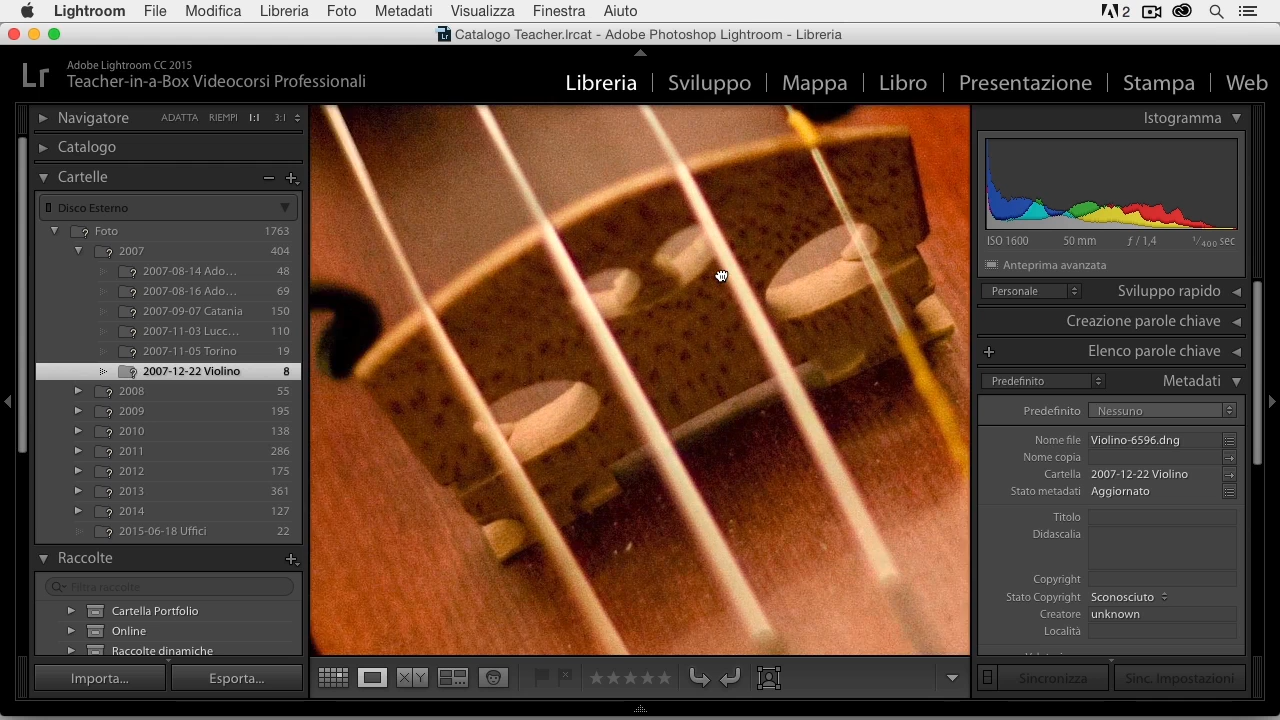 Lightroom File Modifica Libreria Foto Metadati Visualizza Finestra Aiuto 2
Catalogo Teacher.lrcat - Adobe Photoshop Lightroom - Libreria
Lr
Adobe Lightroom CC 2015
Teacher-in-a-Box Videocorsi Professionali
Libreria | Sviluppo | Mappa | Libro | Presentazione | Stampa | Web
Navigatore ADATTA RIEMPI 1:1 3:1
Catalogo
Cartelle
Disco Esterno
Foto 1763
2007 404
2007-08-14 Ado... 48
2007-08-16 Ado... 69
2007-09-07 Catania 150
2007-11-03 Lucc... 110
2007-11-05 Torino 19
2007-12-22 Violino 8
2008 55
2009 195
2010 138
2011 286
2012 175
2013 361
2014 127
2015-06-18 Uffici 22
Raccolte
Filtra raccolte
Cartella Portfolio
Online
Raccolte dinamiche
Importa... Esporta...
XY
Istogramma
ISO 1600 50 mm ƒ / 1,4 1/400 sec
Anteprima avanzata
Personale Sviluppo rapido
Creazione parole chiave
Elenco parole chiave
Predefinito Metadati
Predefinito Nessuno
Nome file Violino-6596.dng
Nome copia
Cartella 2007-12-22 Violino
Stato metadati Aggiornato
Titolo
Didascalia
Copyright
Stato Copyright Sconosciuto
Creatore unknown
Località
Sincronizza Sinc. Impostazioni